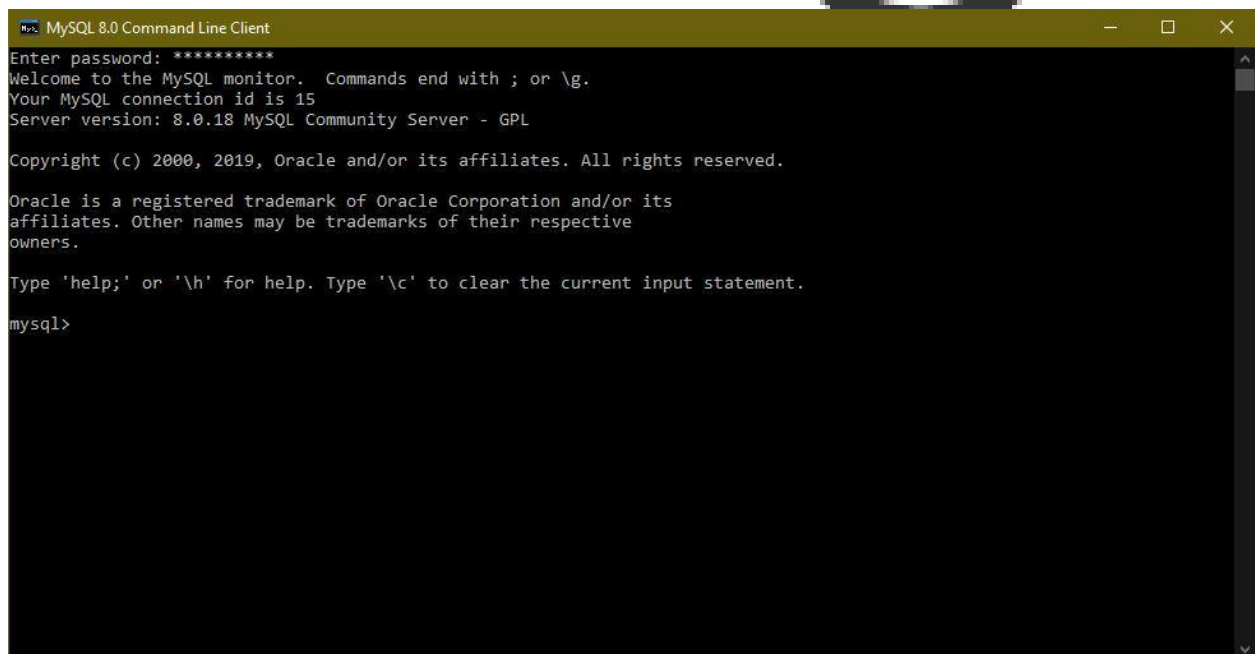 MySQL 8.0 Command Line Client
Enter password: **********
Welcome to the MySQL monitor.  Commands end with ; or \g.
Your MySQL connection id is 15
Server version: 8.0.18 MySQL Community Server - GPL
Copyright (c) 2000, 2019, Oracle and/or its affiliates. All rights reserved.
Oracle is a registered trademark of Oracle Corporation and/or its
affiliates. Other names may be trademarks of their respective
owners.
Type 'help;' or '\h' for help. Type '\c' to clear the current input statement.
mysql>